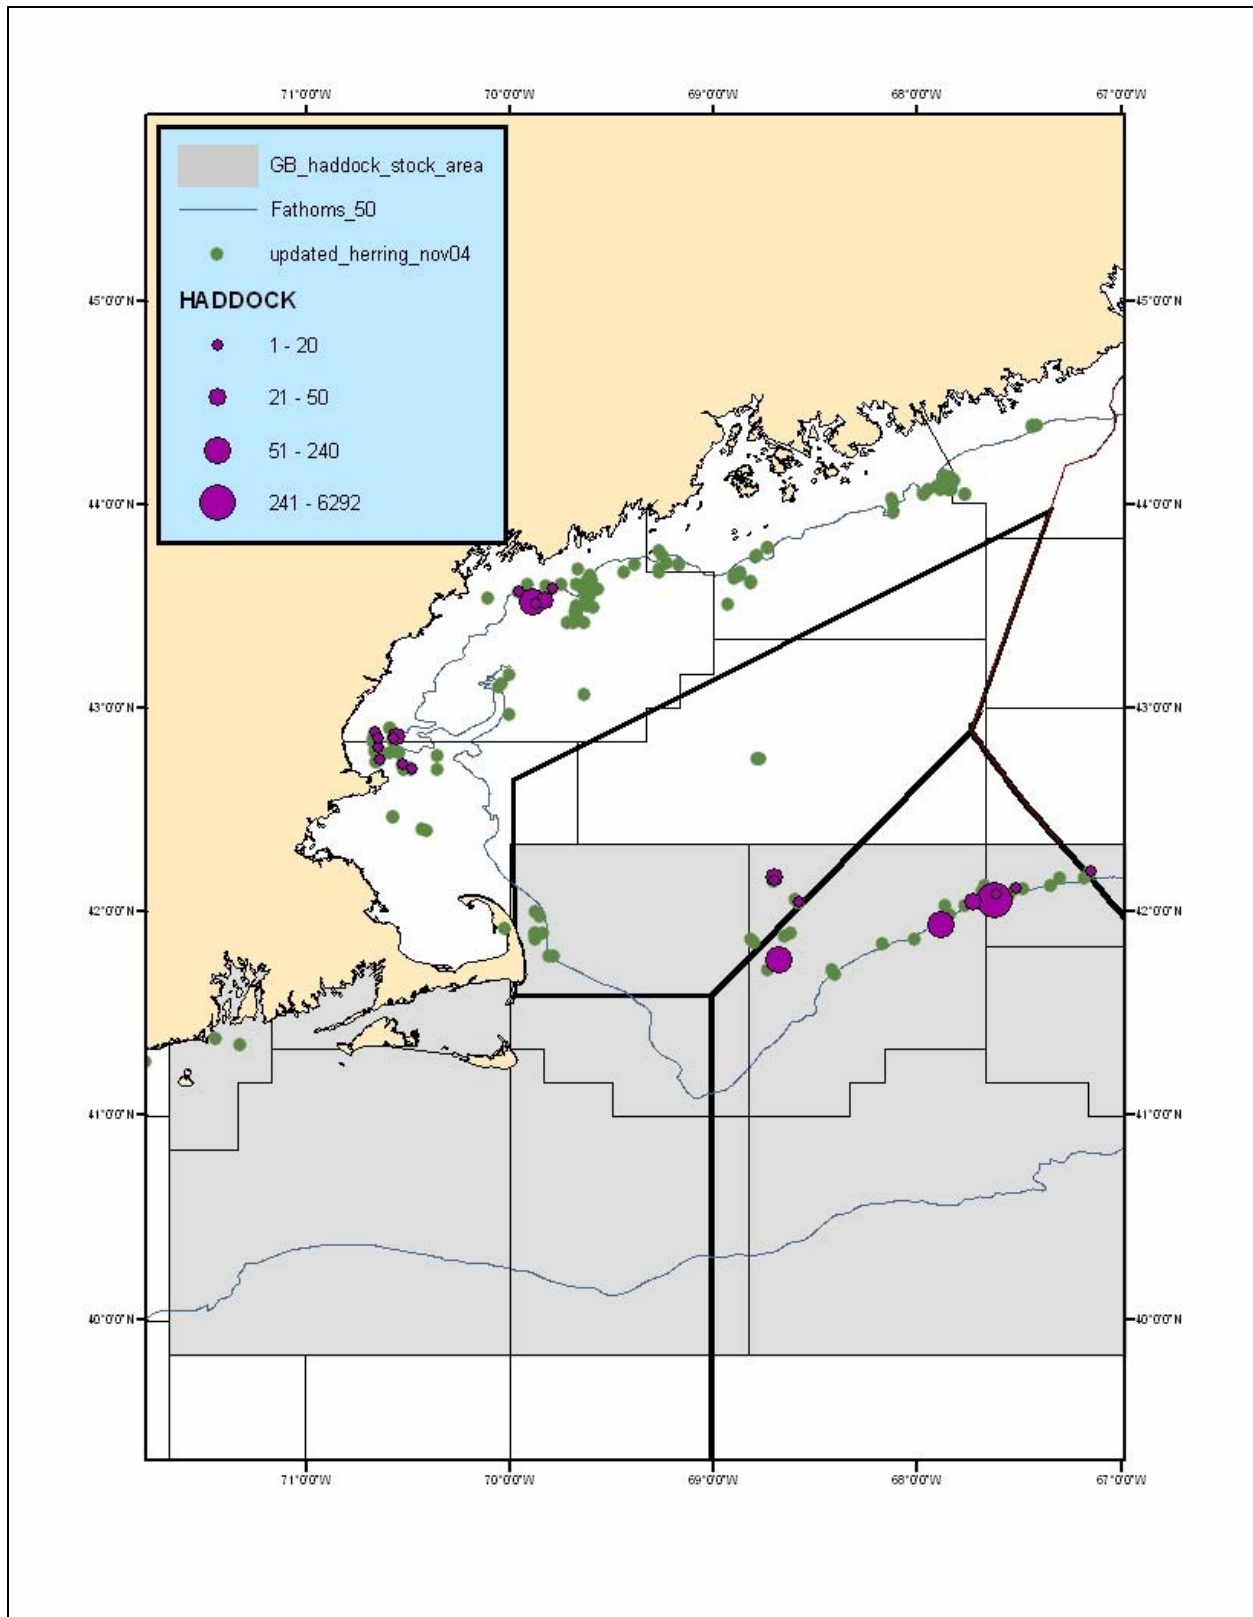 71°0'0"W 70°0'0"W 69°0'0"W 68°0'0"W 67°0'0"W
GB_haddock_stock_area
Fathoms_50
updated_herring_nov04
HADDOCK
1 - 20
21 - 50
51 - 240
241 - 6292
45°0'0"N 45°0'0"N
44°0'0"N 44°0'0"N
43°0'0"N 43°0'0"N
42°0'0"N 42°0'0"N
41°0'0"N 41°0'0"N
40°0'0"N 40°0'0"N
71°0'0"W 70°0'0"W 69°0'0"W 68°0'0"W 67°0'0"W